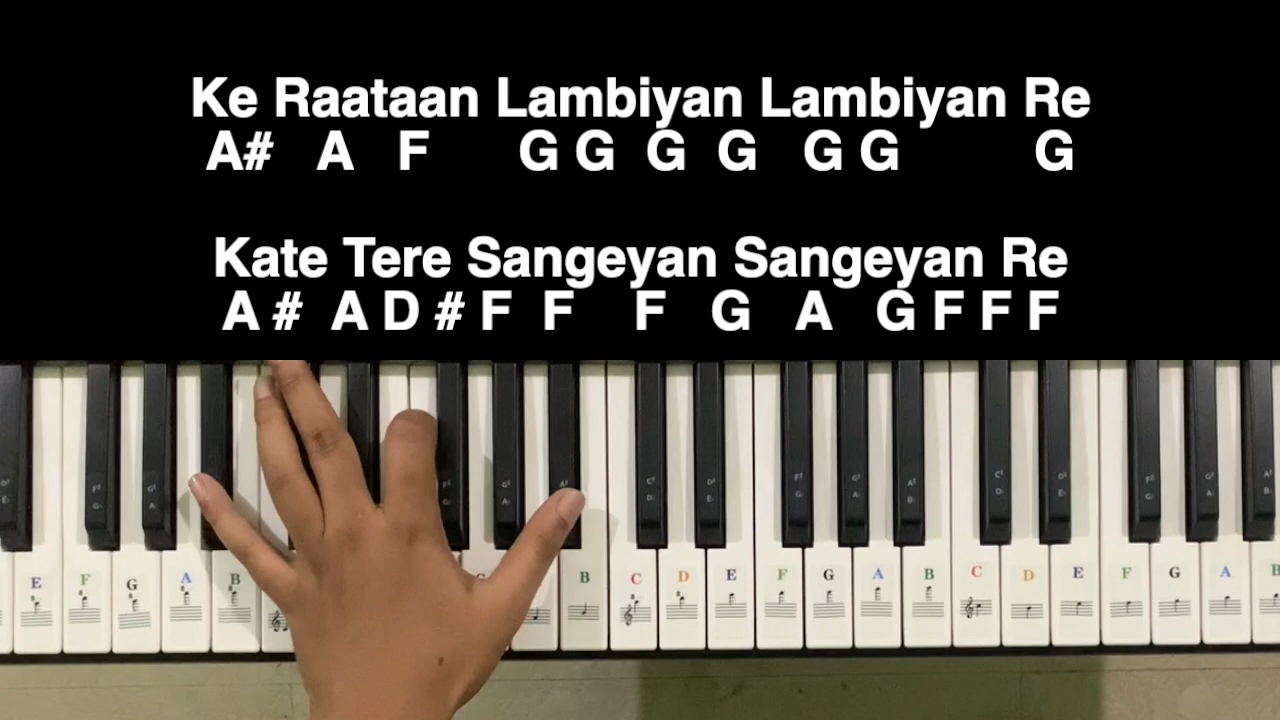 Ke Raataan Lambiyan Lambiyan Re
A# A F G G G G G G G
Kate Tere Sangeyan Sangeyan Re
A # A D # F F F G A G F F F
E F G A B B C D E F G A B C D E F G A B